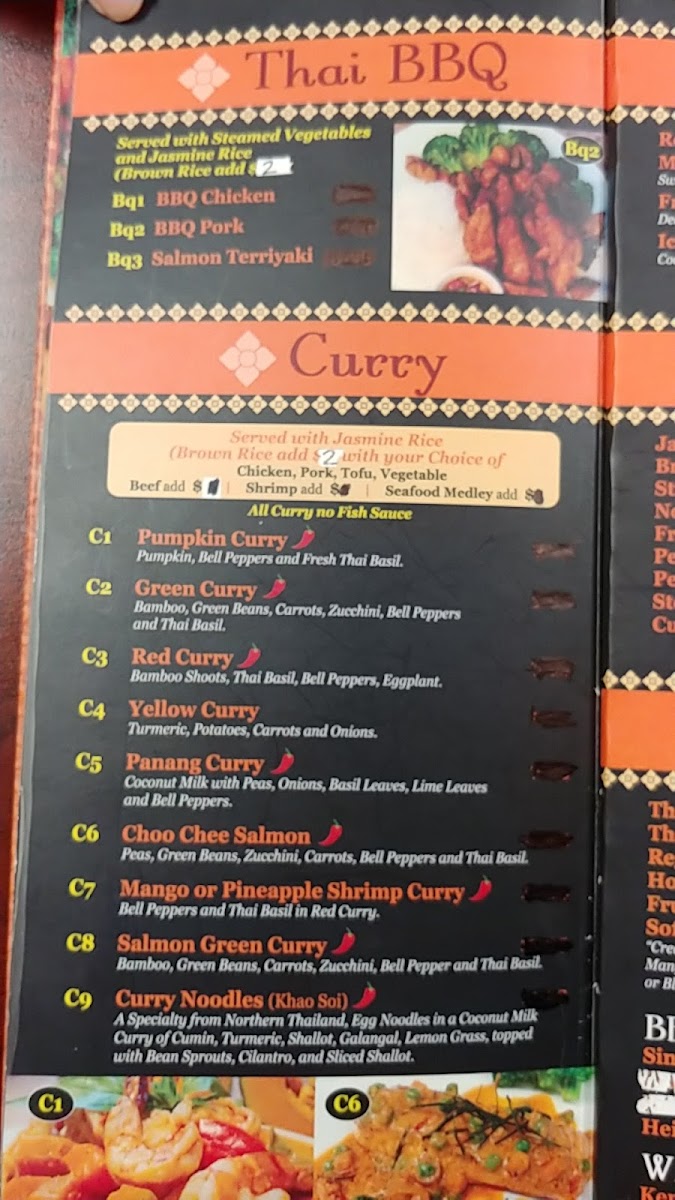 Thai BBQ
Served with Steamed Vegetables
and Jasmine Rice
(Brown Rice add $2
Bq1 BBQ Chicken
Bq2 BBQ Pork
Bq3 Salmon Terriyaki
Bq2
Curry
Served with Jasmine Rice
(Brown Rice add $2 with your Choice of
Chicken, Pork, Tofu, Vegetable
Beef add $ | Shrimp add $ | Seafood Medley add $
All Curry no Fish Sauce
C1 Pumpkin Curry
Pumpkin, Bell Peppers and Fresh Thai Basil.
C2 Green Curry
Bamboo, Green Beans, Carrots, Zucchini, Bell Peppers
and Thai Basil.
C3 Red Curry
Bamboo Shoots, Thai Basil, Bell Peppers, Eggplant.
C4 Yellow Curry
Turmeric, Potatoes, Carrots and Onions.
C5 Panang Curry
Coconut Milk with Peas, Onions, Basil Leaves, Lime Leaves
and Bell Peppers.
C6 Choo Chee Salmon
Peas, Green Beans, Zucchini, Carrots, Bell Peppers and Thai Basil.
C7 Mango or Pineapple Shrimp Curry
Bell Peppers and Thai Basil in Red Curry.
C8 Salmon Green Curry
Bamboo, Green Beans, Carrots, Zucchini, Bell Pepper and Thai Basil.
C9 Curry Noodles (Khao Soi)
A Specialty from Northern Thailand, Egg Noodles in a Coconut Milk
Curry of Cumin, Turmeric, Shallot, Galangal, Lemon Grass, topped
with Bean Sprouts, Cilantro, and Sliced Shallot.
C1
C6
or Bl